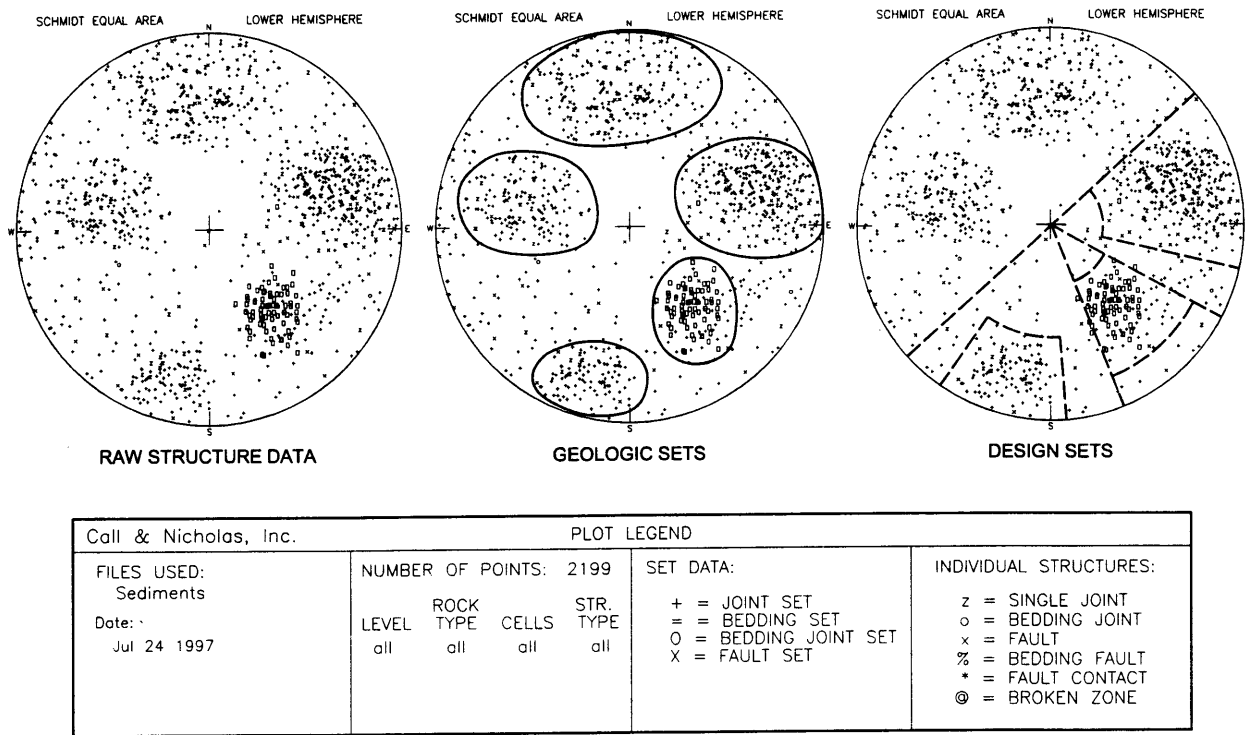 SCHMIDT EQUAL AREA LOWER HEMISPHERE
N
W
E
S
RAW STRUCTURE DATA
SCHMIDT EQUAL AREA LOWER HEMISPHERE
N
W
E
S
GEOLOGIC SETS
SCHMIDT EQUAL AREA LOWER HEMISPHERE
N
W
E
S
DESIGN SETS
Call & Nicholas, Inc. PLOT LEGEND
FILES USED:
Sediments
Date:
Jul 24 1997
NUMBER OF POINTS: 2199
LEVEL ROCK TYPE CELLS STR. TYPE
all all all all
SET DATA:
+ = JOINT SET
= = BEDDING SET
O = BEDDING JOINT SET
X = FAULT SET
INDIVIDUAL STRUCTURES:
z = SINGLE JOINT
o = BEDDING JOINT
x = FAULT
% = BEDDING FAULT
* = FAULT CONTACT
@ = BROKEN ZONE